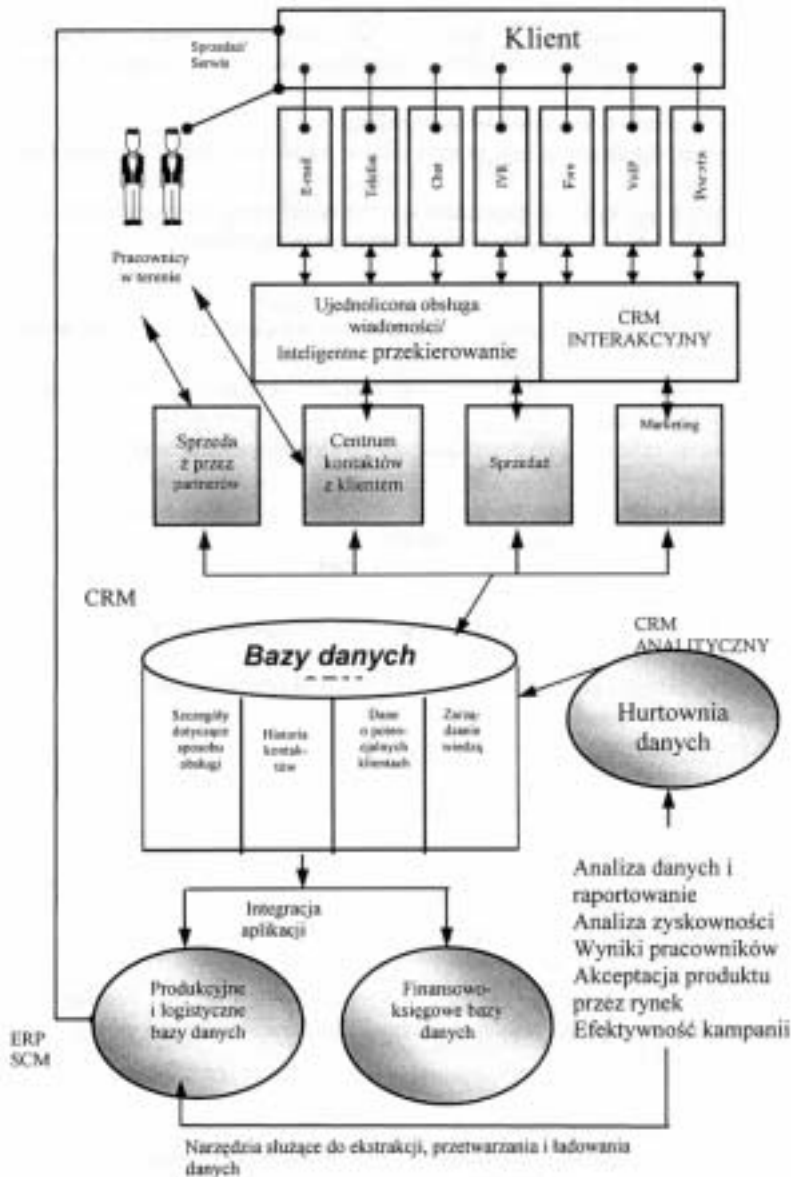 Klient
Sprzedaż/
Serwis
E-mail
Telefon
Chat
IVR
VoIP
Poczta
Pracownicy
w terenie
Ujednolicona obsługa
wiadomości/
Inteligentne przekierowanie
CRM
INTERAKCYJNY
Sprzeda
ż przez
partnerów
Centrum
kontaktów
z klientem
Sprzedaż
Marketing
CRM
CRM
ANALITYCZNY
Bazy danych
Szczegóły
dotyczące
sposobu
obsługi
Historia
kontak-
tów
Dane
o poten-
cjalnych
klientach
Zarzą-
dzanie
wiedzą
Hurtownia
danych
Integracja
aplikacji
Analiza danych i
raportowanie
Analiza zyskowności
Wyniki pracowników
Akceptacja produktu
przez rynek
Efektywność kampanii
Produkcyjne
i logistyczne
bazy danych
Finansowo-
księgowe bazy
danych
ERP
SCM
Narzędzia służące do ekstrakcji, przetwarzania i ładowania
danych